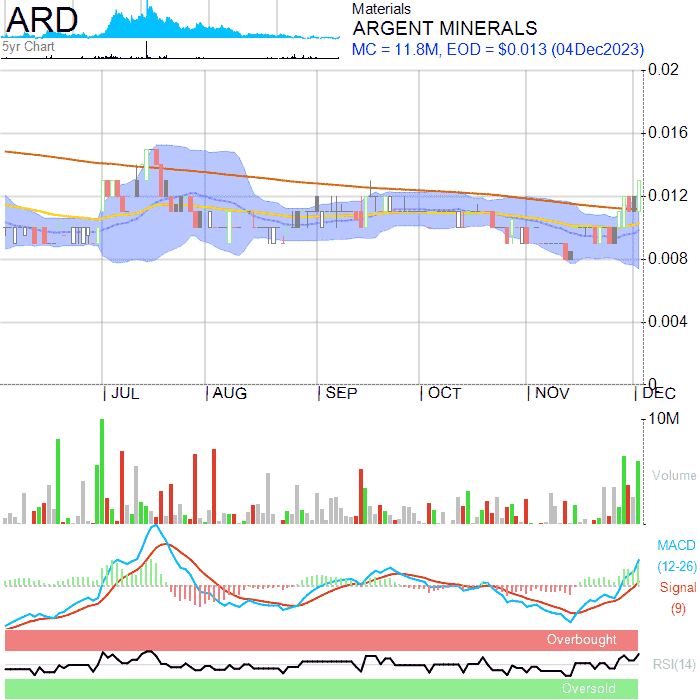 ARD
5yr Chart
Materials
ARGENT MINERALS
MC = 11.8M, EOD = $0.013 (04Dec2023)
0.02
0.016
0.012
0.008
0.004
0
JUL AUG SEP OCT NOV DEC
10M
Volume
MACD
(12-26)
Signal
(9)
Overbought
RSI(14)
Oversold